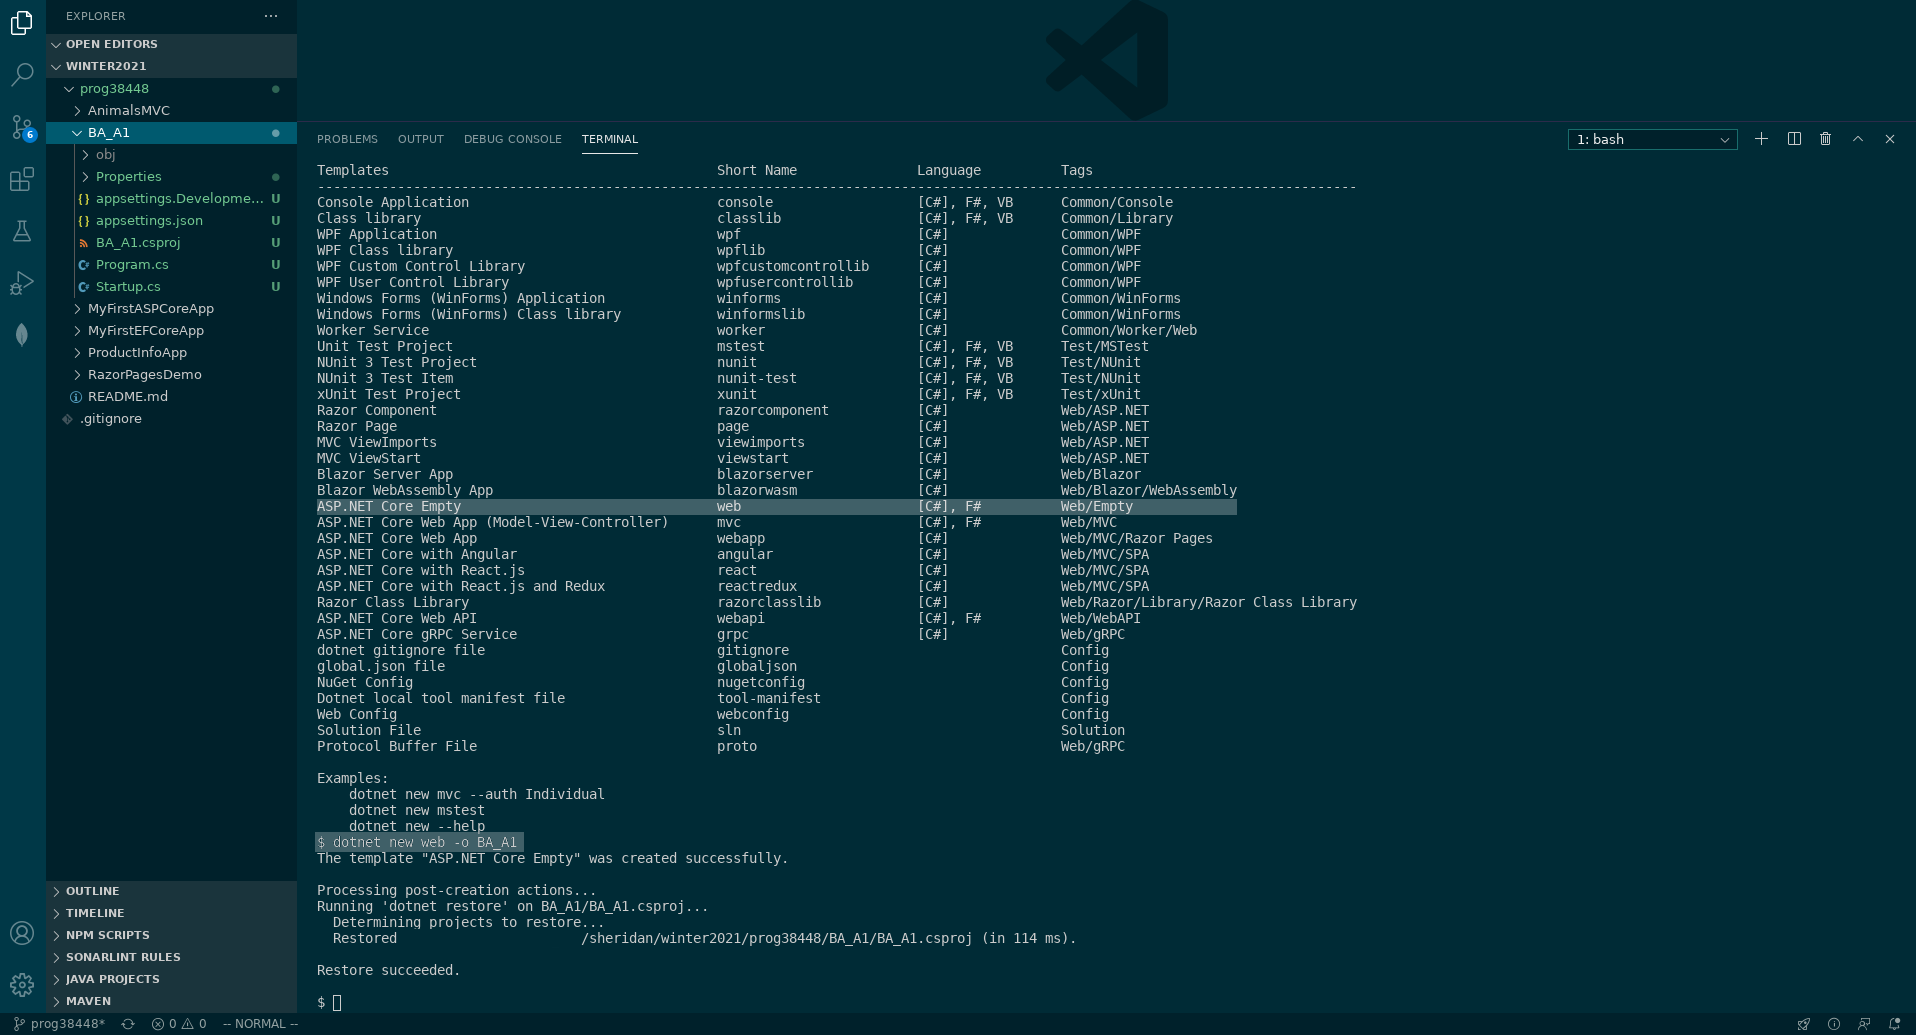 EXPLORER ...
OPEN EDITORS
WINTER2021
prog38448
AnimalsMVC
BA_A1
obj
Properties
{} appsettings.Developme... U
{} appsettings.json U
BA_A1.csproj U
C# Program.cs U
C# Startup.cs U
MyFirstASPCoreApp
MyFirstEFCoreApp
ProductInfoApp
RazorPagesDemo
README.md
.gitignore
6
OUTLINE
TIMELINE
NPM SCRIPTS
SONARLINT RULES
JAVA PROJECTS
MAVEN
PROBLEMS OUTPUT DEBUG CONSOLE TERMINAL 1: bash
Templates Short Name Language Tags
----------------------------------------------------------------------------------------------------------------------------------
Console Application console [C#], F#, VB Common/Console
Class library classlib [C#], F#, VB Common/Library
WPF Application wpf [C#] Common/WPF
WPF Class library wpflib [C#] Common/WPF
WPF Custom Control Library wpfcustomcontrollib [C#] Common/WPF
WPF User Control Library wpfusercontrollib [C#] Common/WPF
Windows Forms (WinForms) Application winforms [C#] Common/WinForms
Windows Forms (WinForms) Class library winformslib [C#] Common/WinForms
Worker Service worker [C#] Common/Worker/Web
Unit Test Project mstest [C#], F#, VB Test/MSTest
NUnit 3 Test Project nunit [C#], F#, VB Test/NUnit
NUnit 3 Test Item nunit-test [C#], F#, VB Test/NUnit
xUnit Test Project xunit [C#], F#, VB Test/xUnit
Razor Component razorcomponent [C#] Web/ASP.NET
Razor Page page [C#] Web/ASP.NET
MVC ViewImports viewimports [C#] Web/ASP.NET
MVC ViewStart viewstart [C#] Web/ASP.NET
Blazor Server App blazorserver [C#] Web/Blazor
Blazor WebAssembly App blazorwasm [C#] Web/Blazor/WebAssembly
ASP.NET Core Empty web [C#], F# Web/Empty
ASP.NET Core Web App (Model-View-Controller) mvc [C#], F# Web/MVC
ASP.NET Core Web App webapp [C#] Web/MVC/Razor Pages
ASP.NET Core with Angular angular [C#] Web/MVC/SPA
ASP.NET Core with React.js react [C#] Web/MVC/SPA
ASP.NET Core with React.js and Redux reactredux [C#] Web/MVC/SPA
Razor Class Library razorclasslib [C#] Web/Razor/Library/Razor Class Library
ASP.NET Core Web API webapi [C#], F# Web/WebAPI
ASP.NET Core gRPC Service grpc [C#] Web/gRPC
dotnet gitignore file gitignore Config
global.json file globaljson Config
NuGet Config nugetconfig Config
Dotnet local tool manifest file tool-manifest Config
Web Config webconfig Config
Solution File sln Solution
Protocol Buffer File proto Web/gRPC
Examples:
dotnet new mvc --auth Individual
dotnet new mstest
dotnet new --help
$ dotnet new web -o BA_A1
The template "ASP.NET Core Empty" was created successfully.
Processing post-creation actions...
Running 'dotnet restore' on BA_A1/BA_A1.csproj...
Determining projects to restore...
Restored /sheridan/winter2021/prog38448/BA_A1/BA_A1.csproj (in 114 ms).
Restore succeeded.
$
prog38448* 0 0 -- NORMAL --